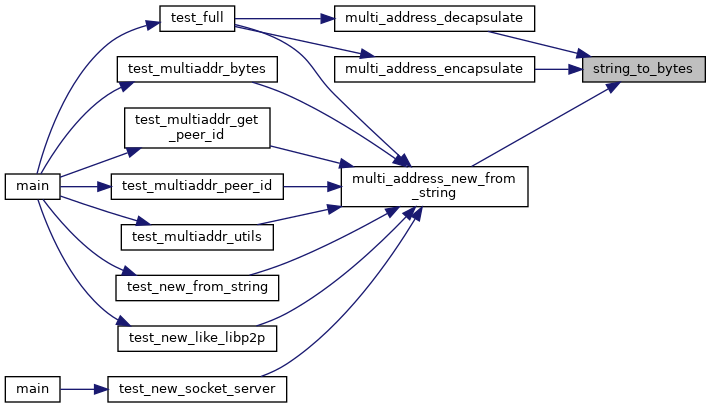 test_full
multi_address_decapsulate
test_multiaddr_bytes
multi_address_encapsulate
string_to_bytes
test_multiaddr_get
_peer_id
main
test_multiaddr_peer_id
multi_address_new_from
_string
test_multiaddr_utils
test_new_from_string
test_new_like_libp2p
main
test_new_socket_server